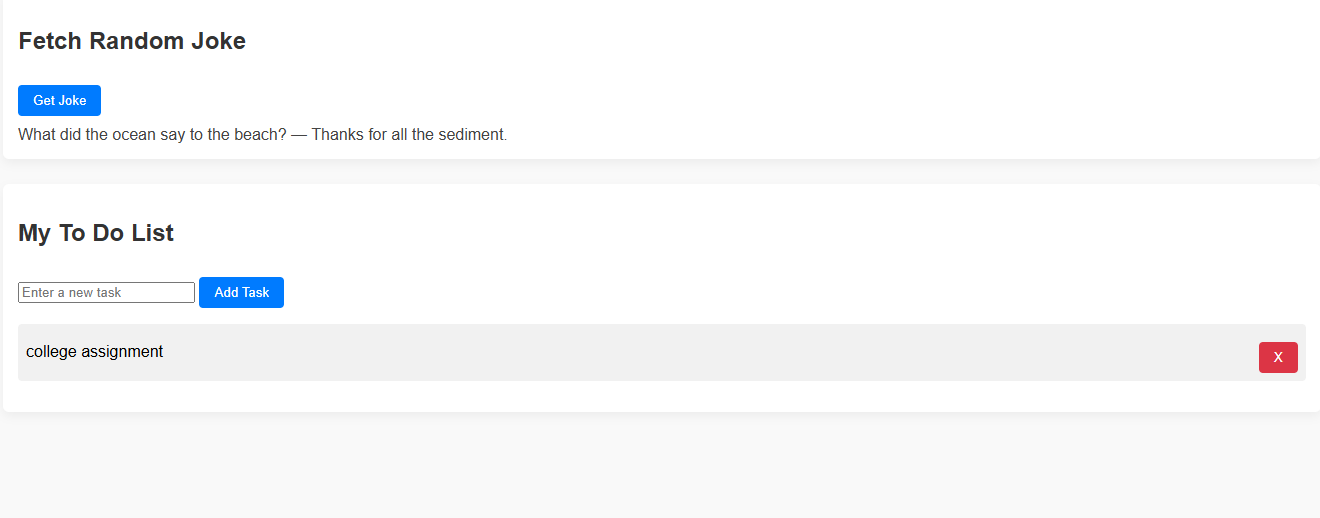 Fetch Random Joke
Get Joke
What did the ocean say to the beach? — Thanks for all the sediment.
My To Do List
Enter a new task Add Task
college assignment X